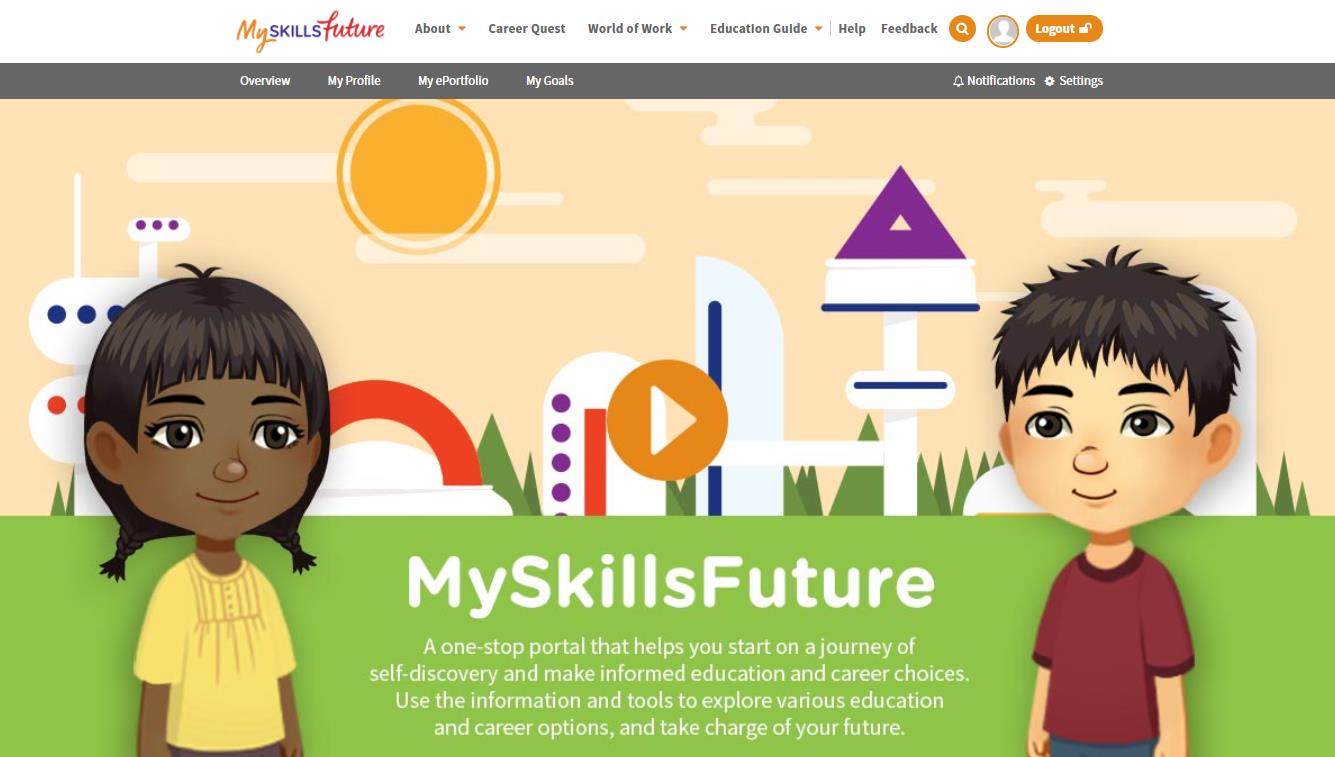 MySKILLSfuture About Career Quest World of Work Education Guide Help Feedback Logout
Overview My Profile My ePortfolio My Goals Notifications Settings
MySkillsFuture
A one-stop portal that helps you start on a journey of
self-discovery and make informed education and career choices.
Use the information and tools to explore various education
and career options, and take charge of your future.